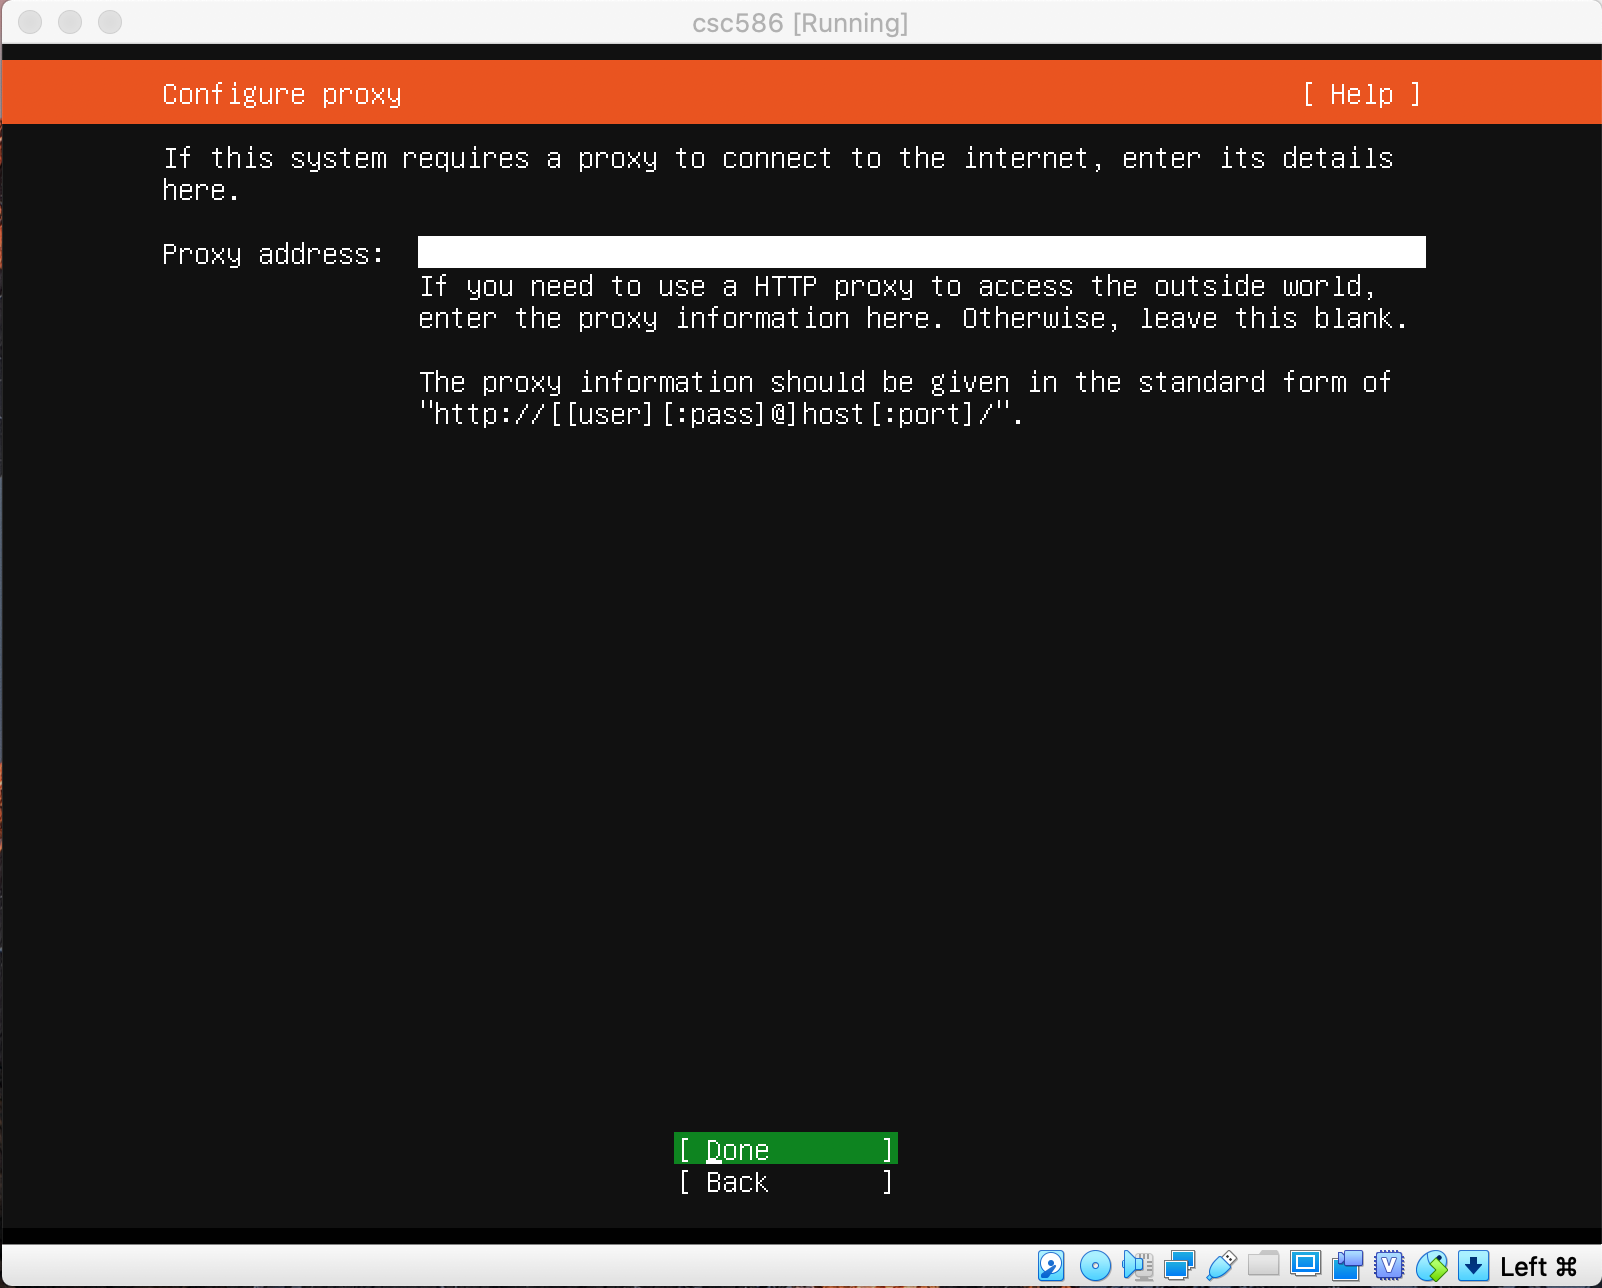 csc586 [Running]
Configure proxy [ Help ]
If this system requires a proxy to connect to the internet, enter its details
here.
Proxy address:
If you need to use a HTTP proxy to access the outside world,
enter the proxy information here. Otherwise, leave this blank.
The proxy information should be given in the standard form of
"http://[[user][:pass]@]host[:port]/".
[ Done ]
[ Back ]
V
Left ⌘